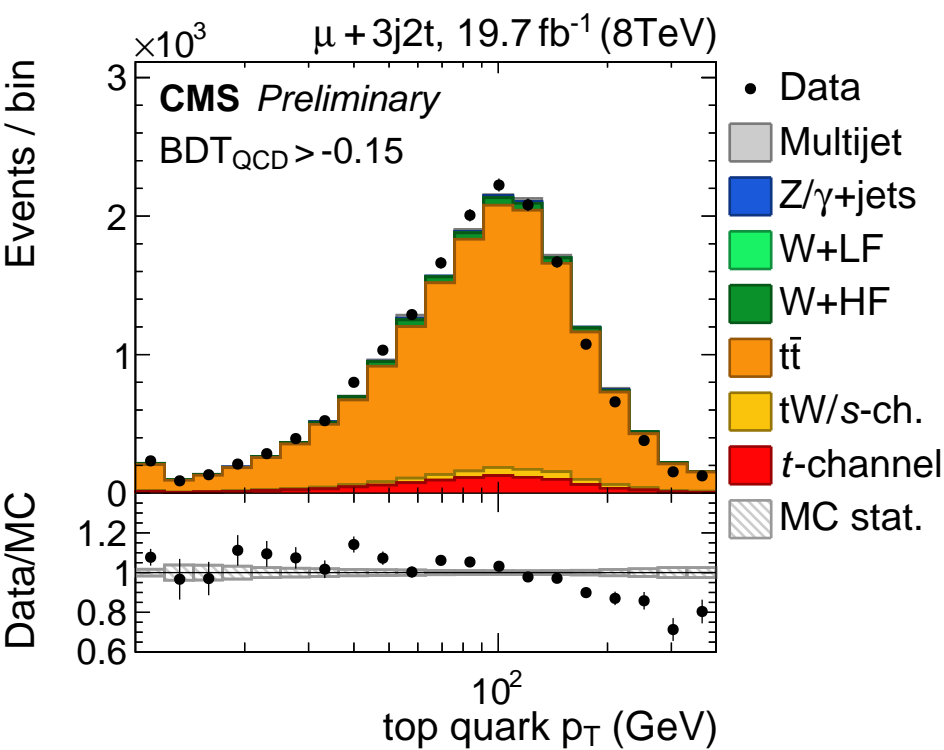 ×10³ μ + 3j2t, 19.7 fb⁻¹ (8TeV)
CMS Preliminary
BDT_QCD > -0.15
Events / bin
3
2
1
0
Data
Multijet
Z/γ+jets
W+LF
W+HF
tt̄
tW/s-ch.
t-channel
MC stat.
Data/MC
1.2
1
0.8
0.6
10²
top quark p_T (GeV)